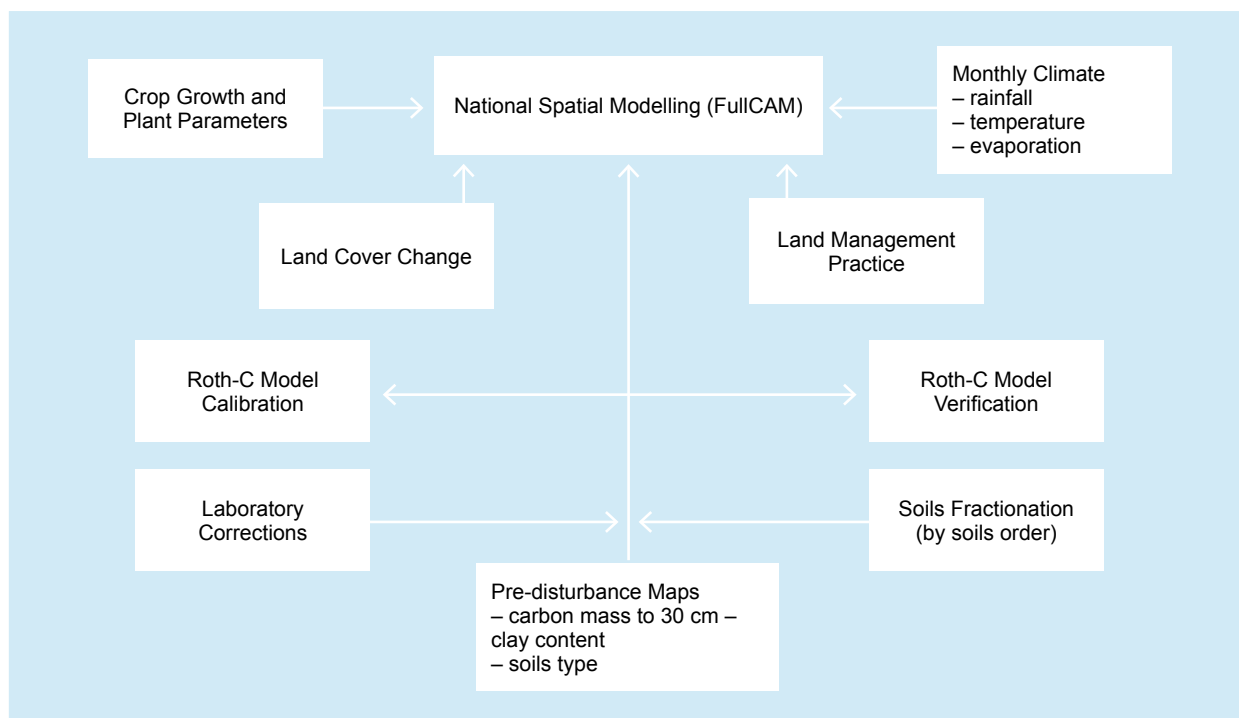 Crop Growth and
Plant Parameters
National Spatial Modelling (FullCAM)
Monthly Climate
– rainfall
– temperature
– evaporation
Land Cover Change
Land Management
Practice
Roth-C Model
Calibration
Roth-C Model
Verification
Laboratory
Corrections
Soils Fractionation
(by soils order)
Pre-disturbance Maps
– carbon mass to 30 cm –
clay content
– soils type